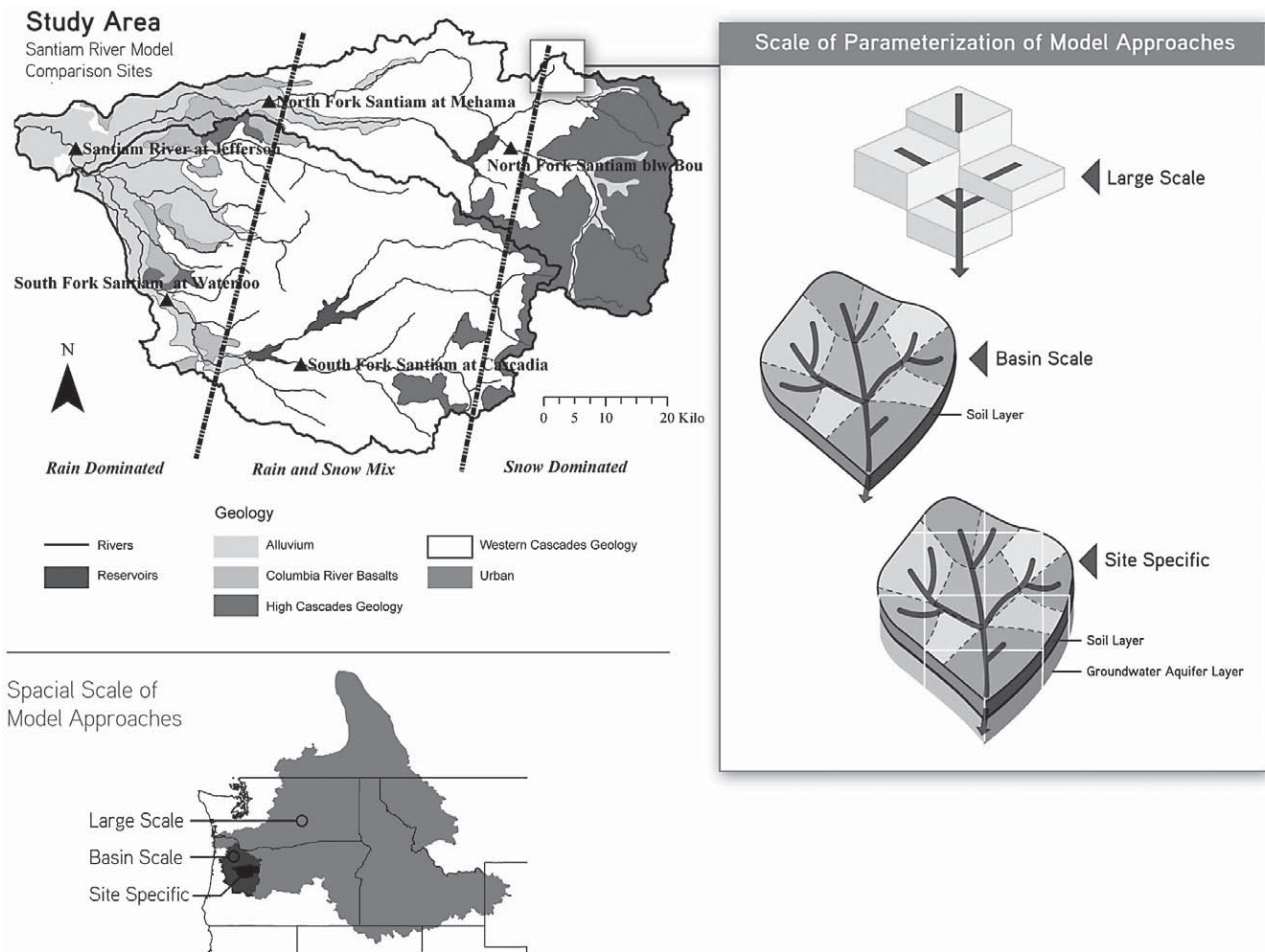 Study Area
Santiam River Model
Comparison Sites
North Fork Santiam at Mehama
Santiam River at Jefferson
North Fork Santiam blw Bou
South Fork Santiam at Waterloo
South Fork Santiam at Cascadia
N
0 5 10 20 Kilo
Rain Dominated
Rain and Snow Mix
Snow Dominated
Geology
Rivers
Reservoirs
Alluvium
Columbia River Basalts
High Cascades Geology
Western Cascades Geology
Urban
Scale of Parameterization of Model Approaches
Large Scale
Basin Scale
Soil Layer
Site Specific
Soil Layer
Groundwater Aquifer Layer
Spacial Scale of
Model Approaches
Large Scale
Basin Scale
Site Specific